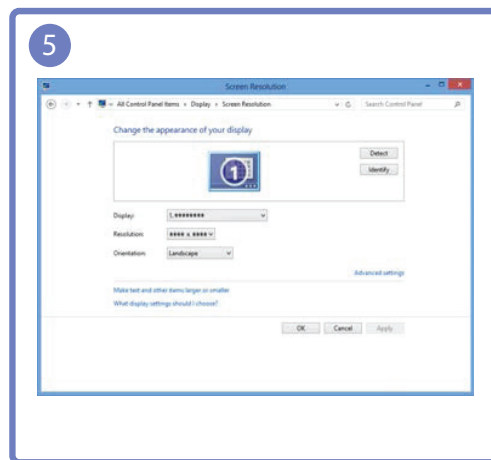 5
Screen Resolution
All Control Panel Items Display Screen Resolution Search Control Panel
Change the appearance of your display
1
Detect
Identify
Display: 1.********
Resolution: **** x ****
Orientation: Landscape
Advanced settings
Make text and other items larger or smaller
What display settings should I choose?
OK Cancel Apply